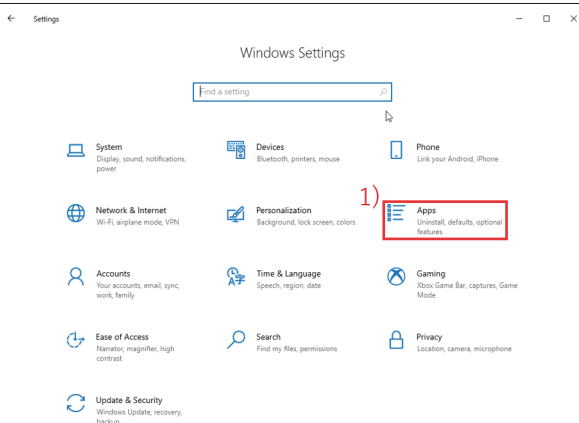 Settings
Windows Settings
Find a setting
System
Display, sound, notifications,
power
Devices
Bluetooth, printers, mouse
Phone
Link your Android, iPhone
Network & Internet
Wi-Fi, airplane mode, VPN
Personalization
Background, lock screen, colors
1)
Apps
Uninstall, defaults, optional
features
Accounts
Your accounts, email, sync,
work, family
Time & Language
Speech, region, date
Gaming
Xbox Game Bar, captures, Game
Mode
Ease of Access
Narrator, magnifier, high
contrast
Search
Find my files, permissions
Privacy
Location, camera, microphone
Update & Security
Windows Update, recovery,
backup